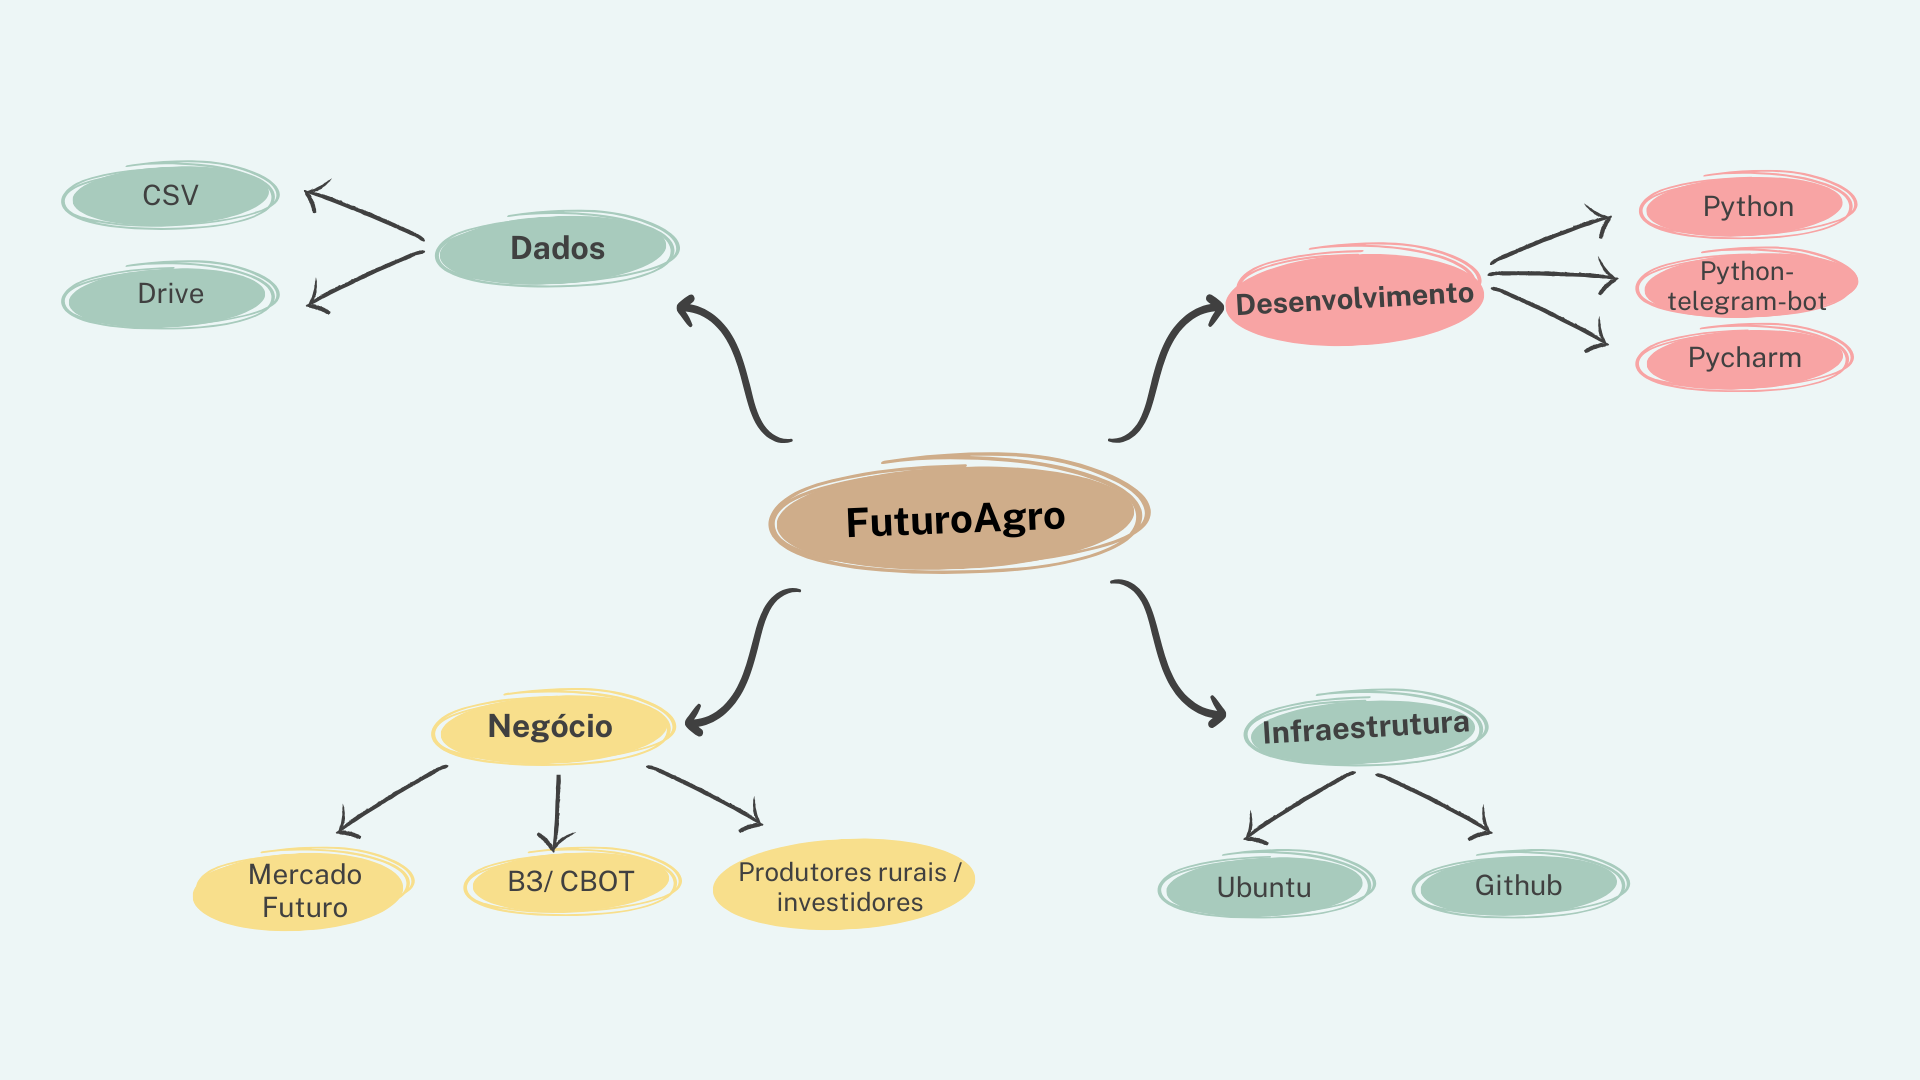 CSV
Drive
Dados
Desenvolvimento
Python
Python-
telegram-bot
Pycharm
FuturoAgro
Negócio
Mercado
Futuro
B3/ CBOT
Produtores rurais /
investidores
Infraestrutura
Ubuntu
Github